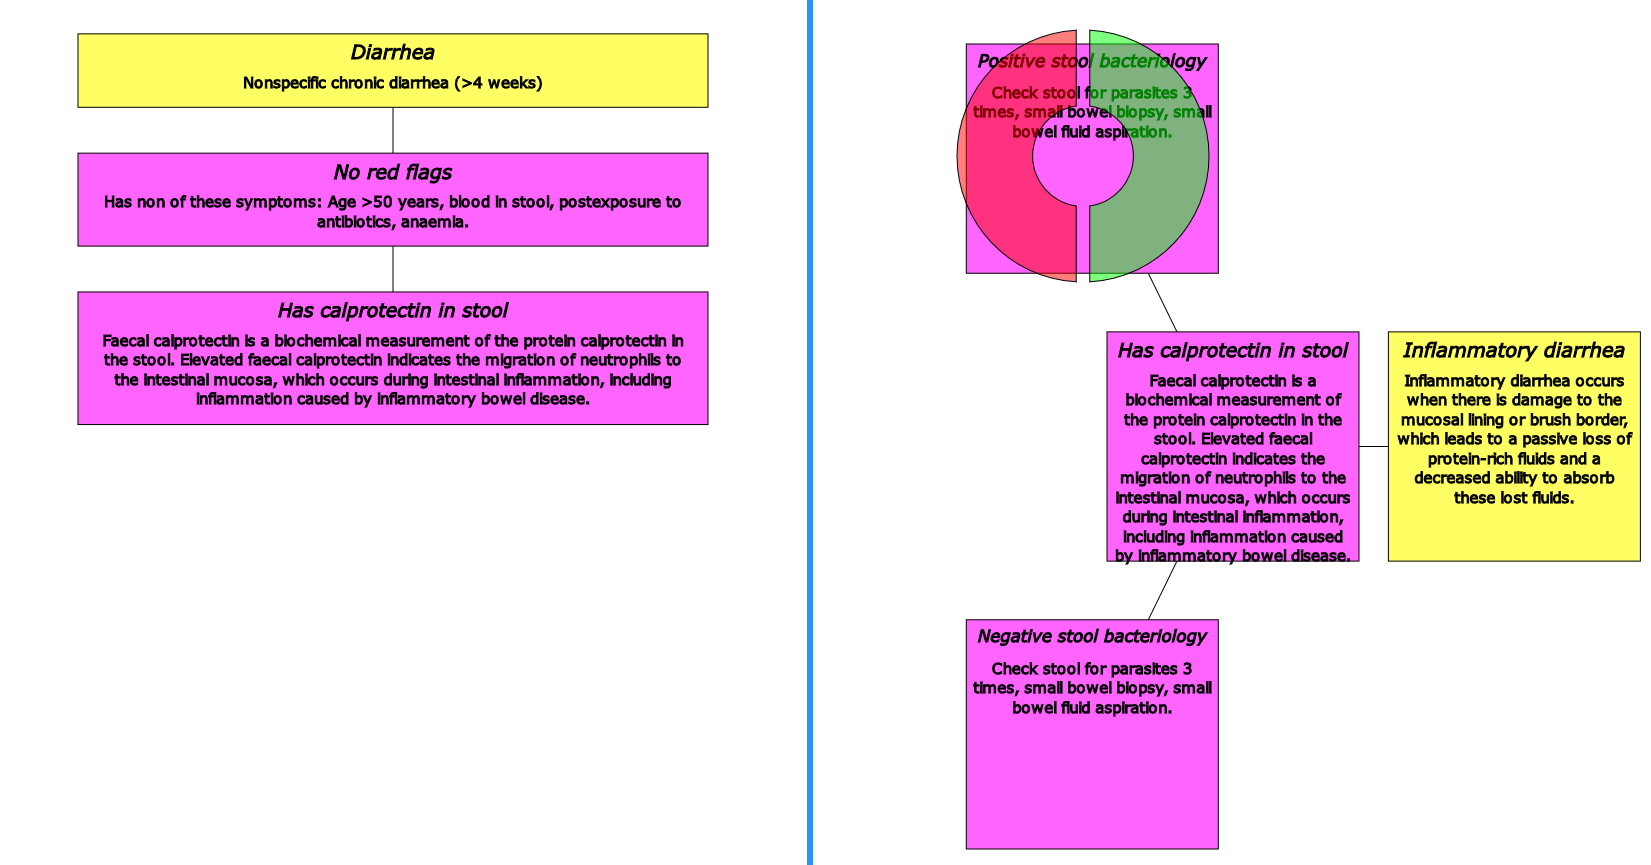 Diarrhea
Nonspecific chronic diarrhea (>4 weeks)
No red flags
Has non of these symptoms: Age >50 years, blood in stool, postexposure to
antibiotics, anaemia.
Has calprotectin in stool
Faecal calprotectin is a biochemical measurement of the protein calprotectin in
the stool. Elevated faecal calprotectin indicates the migration of neutrophils to
the intestinal mucosa, which occurs during intestinal inflammation, including
inflammation caused by inflammatory bowel disease.
Positive stool bacteriology
Check stool for parasites 3
times, small bowel biopsy, small
bowel fluid aspiration.
Has calprotectin in stool
Faecal calprotectin is a
biochemical measurement of
the protein calprotectin in the
stool. Elevated faecal
calprotectin indicates the
migration of neutrophils to the
intestinal mucosa, which occurs
during intestinal inflammation,
including inflammation caused
by inflammatory bowel disease.
Inflammatory diarrhea
Inflammatory diarrhea occurs
when there is damage to the
mucosal lining or brush border,
which leads to a passive loss of
protein-rich fluids and a
decreased ability to absorb
these lost fluids.
Negative stool bacteriology
Check stool for parasites 3
times, small bowel biopsy, small
bowel fluid aspiration.